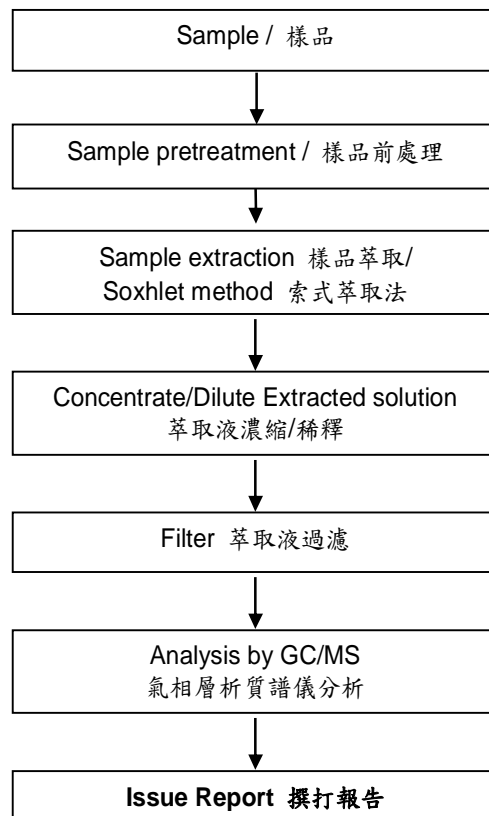 Sample / 樣品
Sample pretreatment / 樣品前處理
Sample extraction 樣品萃取/
Soxhlet method 索式萃取法
Concentrate/Dilute Extracted solution
萃取液濃縮/稀釋
Filter 萃取液過濾
Analysis by GC/MS
氣相層析質譜儀分析
Issue Report 撰打報告